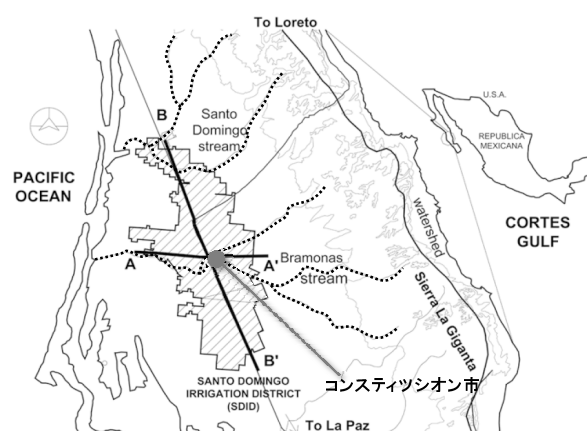 To Loreto
U.S.A.
REPUBLICA
MEXICANA
B
Santo
Domingo
stream
PACIFIC
OCEAN
watershed
CORTES
GULF
A
A'
Bramonas
stream
Sierra La Giganta
B'
コンスティツシオン市
SANTO DOMINGO
IRRIGATION DISTRICT
(SDID)
To La Paz